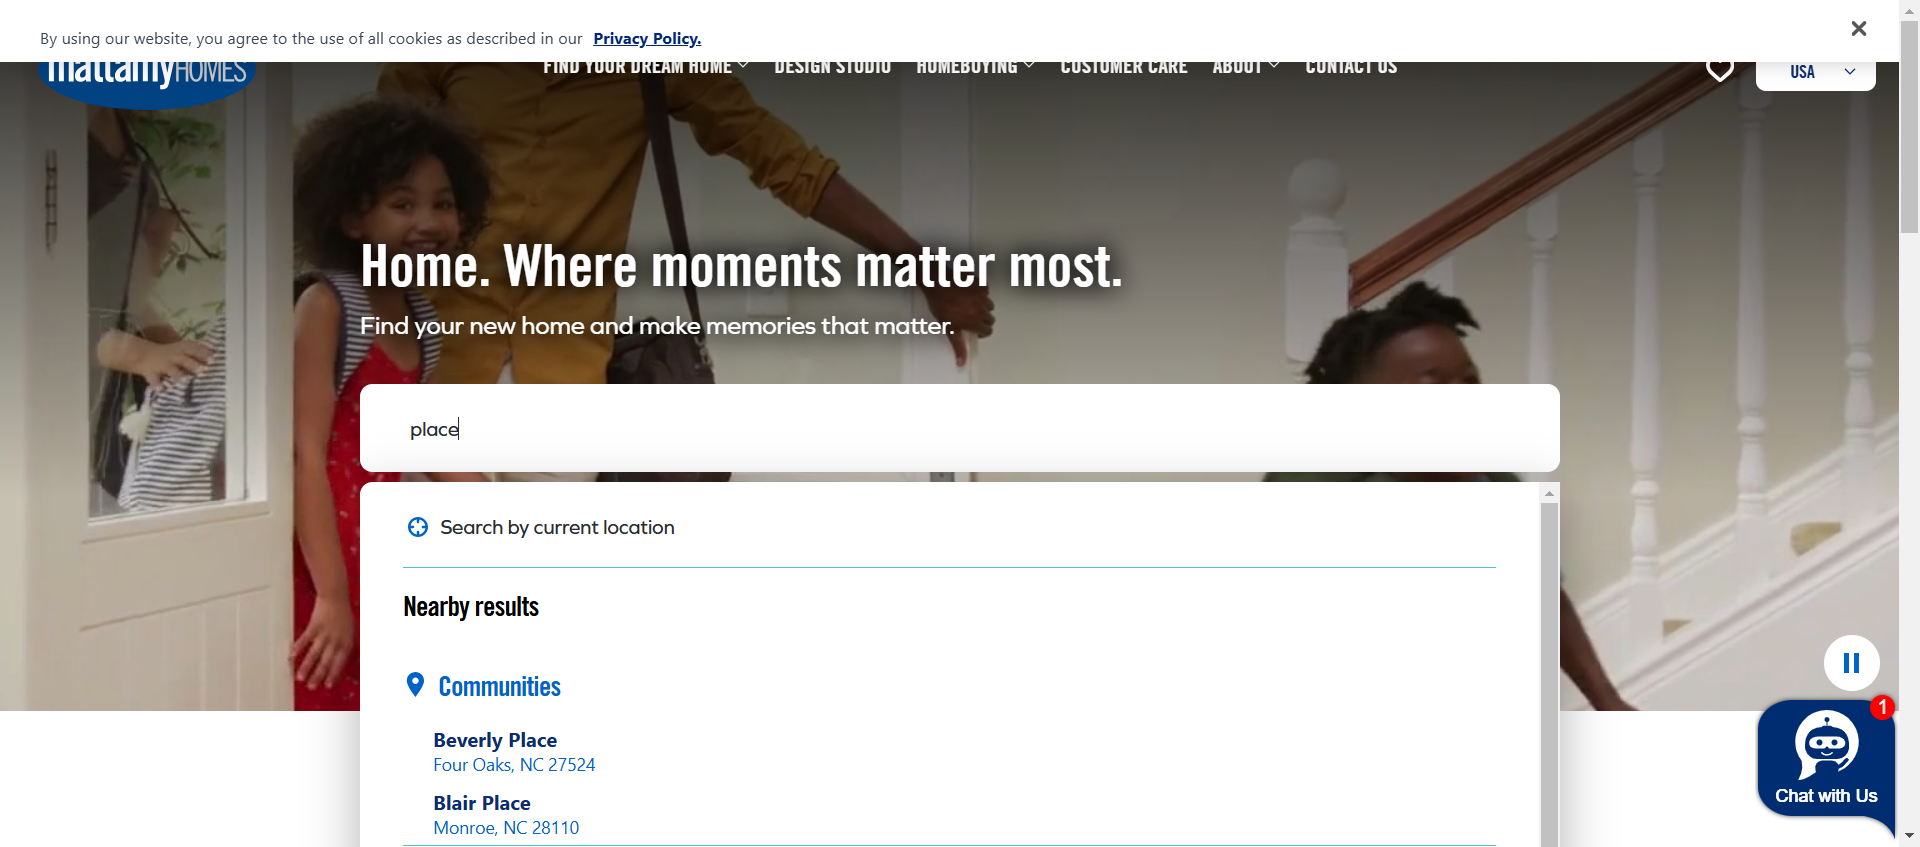 By using our website, you agree to the use of all cookies as described in our Privacy Policy.
mattamyHOMES
FIND YOUR DREAM HOME
DESIGN STUDIO
HOMEBUYING
CUSTOMER CARE
ABOUT
CONTACT US
USA
Home. Where moments matter most.
Find your new home and make memories that matter.
place
Search by current location
Nearby results
Communities
Beverly Place
Four Oaks, NC 27524
Blair Place
Monroe, NC 28110
1
Chat with Us